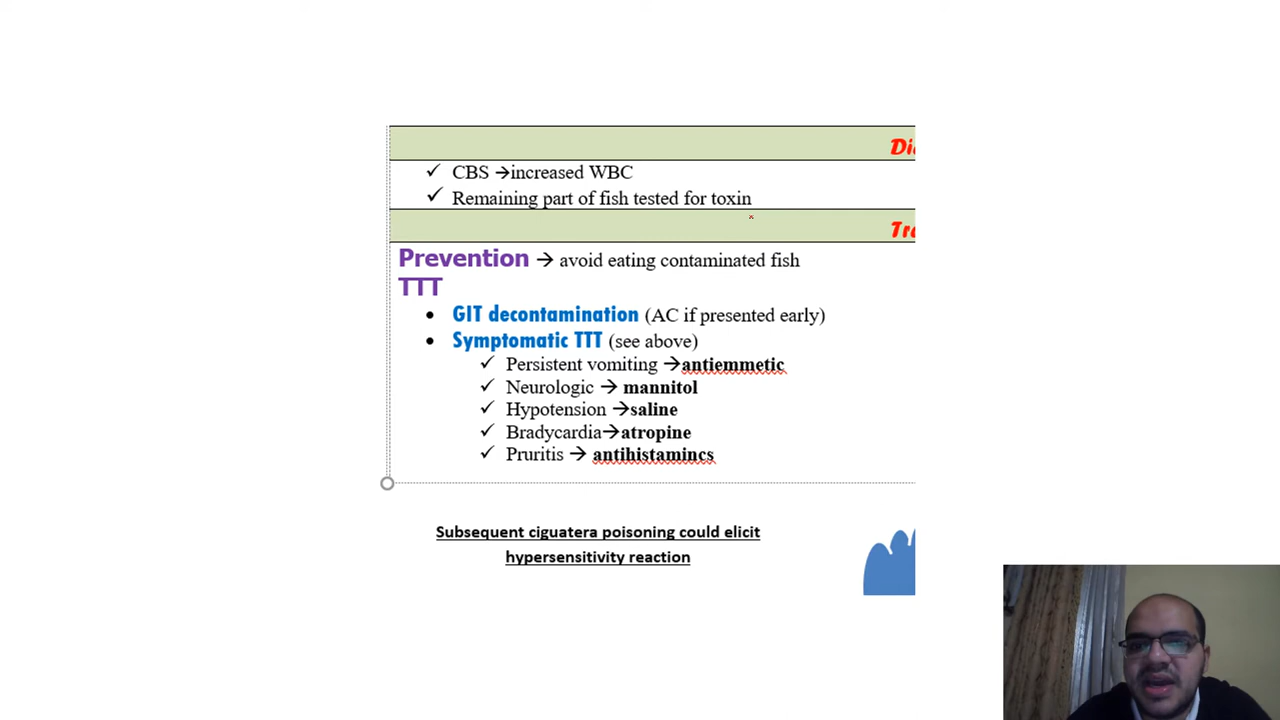 Di
✓ CBS →increased WBC
✓ Remaining part of fish tested for toxin
Tre
Prevention → avoid eating contaminated fish
TTT
• GIT decontamination (AC if presented early)
• Symptomatic TTT (see above)
✓ Persistent vomiting →antiemmetic
✓ Neurologic → mannitol
✓ Hypotension →saline
✓ Bradycardia→atropine
✓ Pruritis → antihistamincs
Subsequent ciguatera poisoning could elicit
hypersensitivity reaction